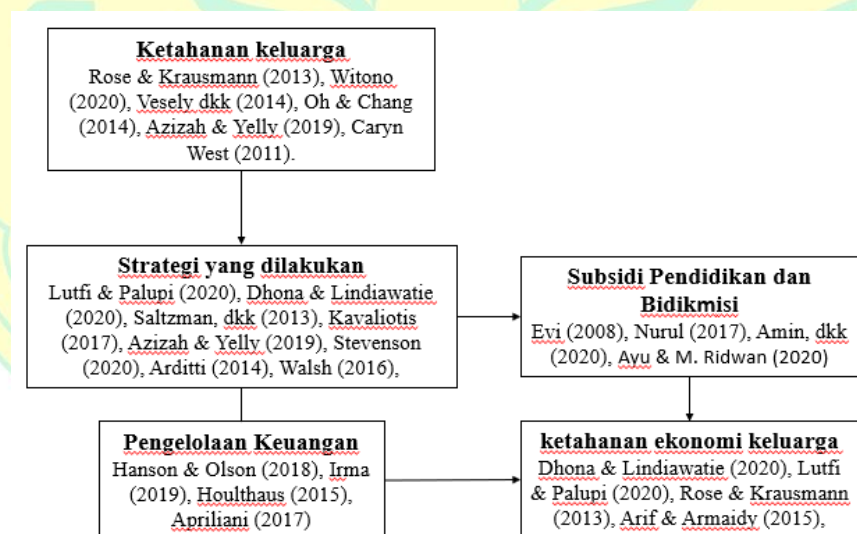 Ketahanan keluarga
Rose & Krausmann (2013), Witono
(2020), Vesely dkk (2014), Oh & Chang
(2014), Azizah & Yelly (2019), Caryn
West (2011).
Strategi yang dilakukan
Lutfi & Palupi (2020), Dhona & Lindiawatie
(2020), Saltzman, dkk (2013), Kavaliotis
(2017), Azizah & Yelly (2019), Stevenson
(2020), Arditti (2014), Walsh (2016),
Subsidi Pendidikan dan
Bidikmisi
Evi (2008), Nurul (2017), Amin, dkk
(2020), Ayu & M. Ridwan (2020)
Pengelolaan Keuangan
Hanson & Olson (2018), Irma
(2019), Houlthaus (2015),
Apriliani (2017)
ketahanan ekonomi keluarga
Dhona & Lindiawatie (2020), Lutfi
& Palupi (2020), Rose & Krausmann
(2013), Arif & Armaidy (2015),